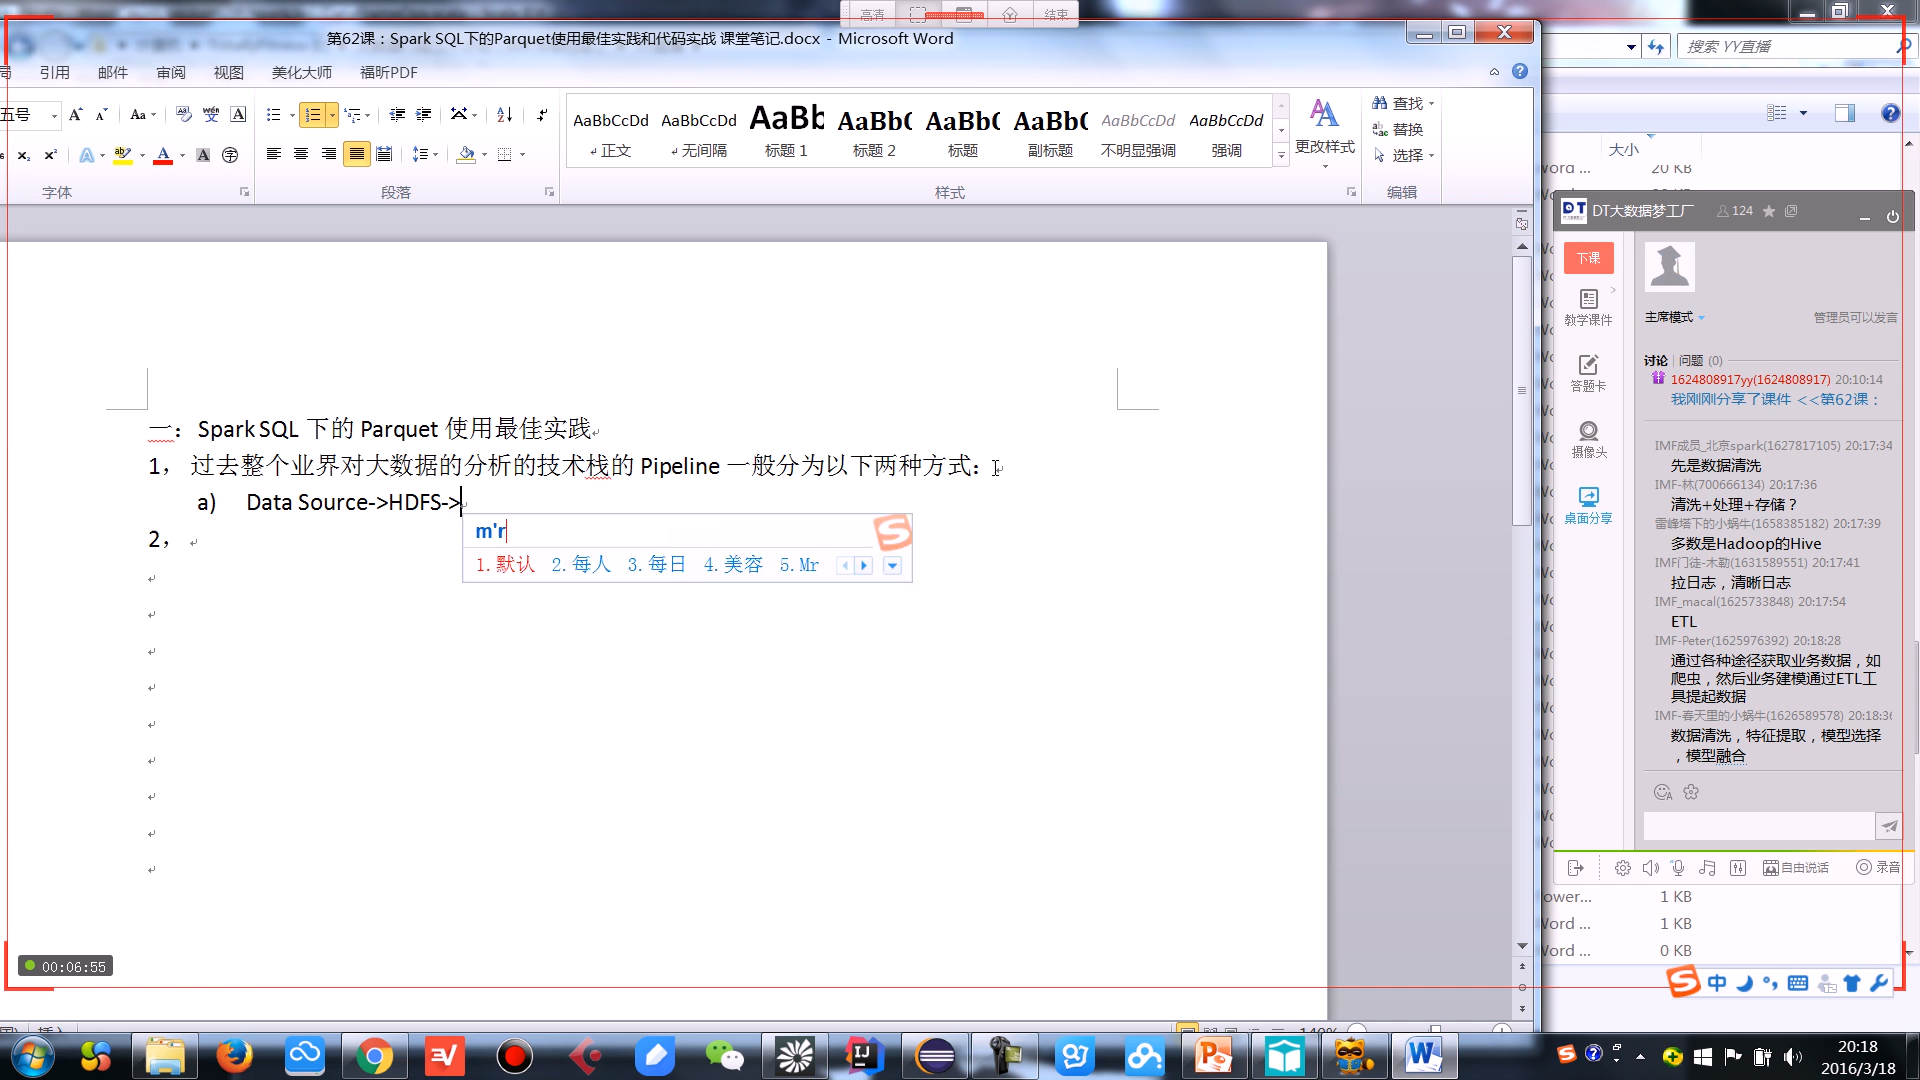 高清 结束
第62课：Spark SQL下的Parquet使用最佳实践和代码实战 课堂笔记.docx - Microsoft Word
搜索 YY直播
引用 邮件 审阅 视图 美化大师 福昕PDF
五号
AaBbCcDd AaBbCcDd AaBb AaBbC AaBbC AaBbC AaBbCcDd AaBbCcDd
正文 无间隔 标题 1 标题 2 标题 副标题 不明显强调 强调
更改样式
查找
替换
选择
字体 段落 样式 编辑
大小
20 KB
DT大数据梦工厂 124
下课
教学课件
答题卡
摄像头
桌面分享
主席模式 管理员可以发言
讨论 问题 (0)
1624808917yy(1624808917) 20:10:14
我刚刚分享了课件 <<第62课：
IMF成员_北京spark(1627817105) 20:17:34
先是数据清洗
IMF-林(700666134) 20:17:36
清洗+处理+存储？
雷峰塔下的小蜗牛(1658385182) 20:17:39
多数是Hadoop的Hive
IMF门徒-木勒(1631589551) 20:17:41
拉日志，清晰日志
IMF_macal(1625733848) 20:17:54
ETL
IMF-Peter(1625976392) 20:18:28
通过各种途径获取业务数据，如
爬虫，然后业务建模通过ETL工
具提起数据
IMF-春天里的小蜗牛(1626589578) 20:18:36
数据清洗，特征提取，模型选择
，模型融合
自由说话 录音
ower... 1 KB
Word ... 1 KB
Word ... 0 KB
一：Spark SQL 下的 Parquet 使用最佳实践
1， 过去整个业界对大数据的分析的技术栈的 Pipeline 一般分为以下两种方式：
a) Data Source->HDFS->
2，
m'r
1.默认 2.每人 3.每日 4.美容 5.Mr
00:06:55
中
140%
20:18
2016/3/18